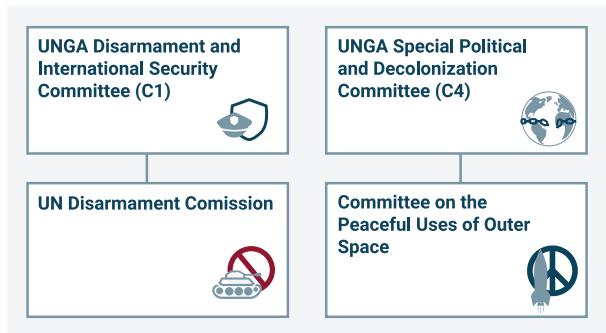 UNGA Disarmament and
International Security
Committee (C1)
UNGA Special Political
and Decolonization
Committee (C4)
UN Disarmament Comission
Committee on the
Peaceful Uses of Outer
Space